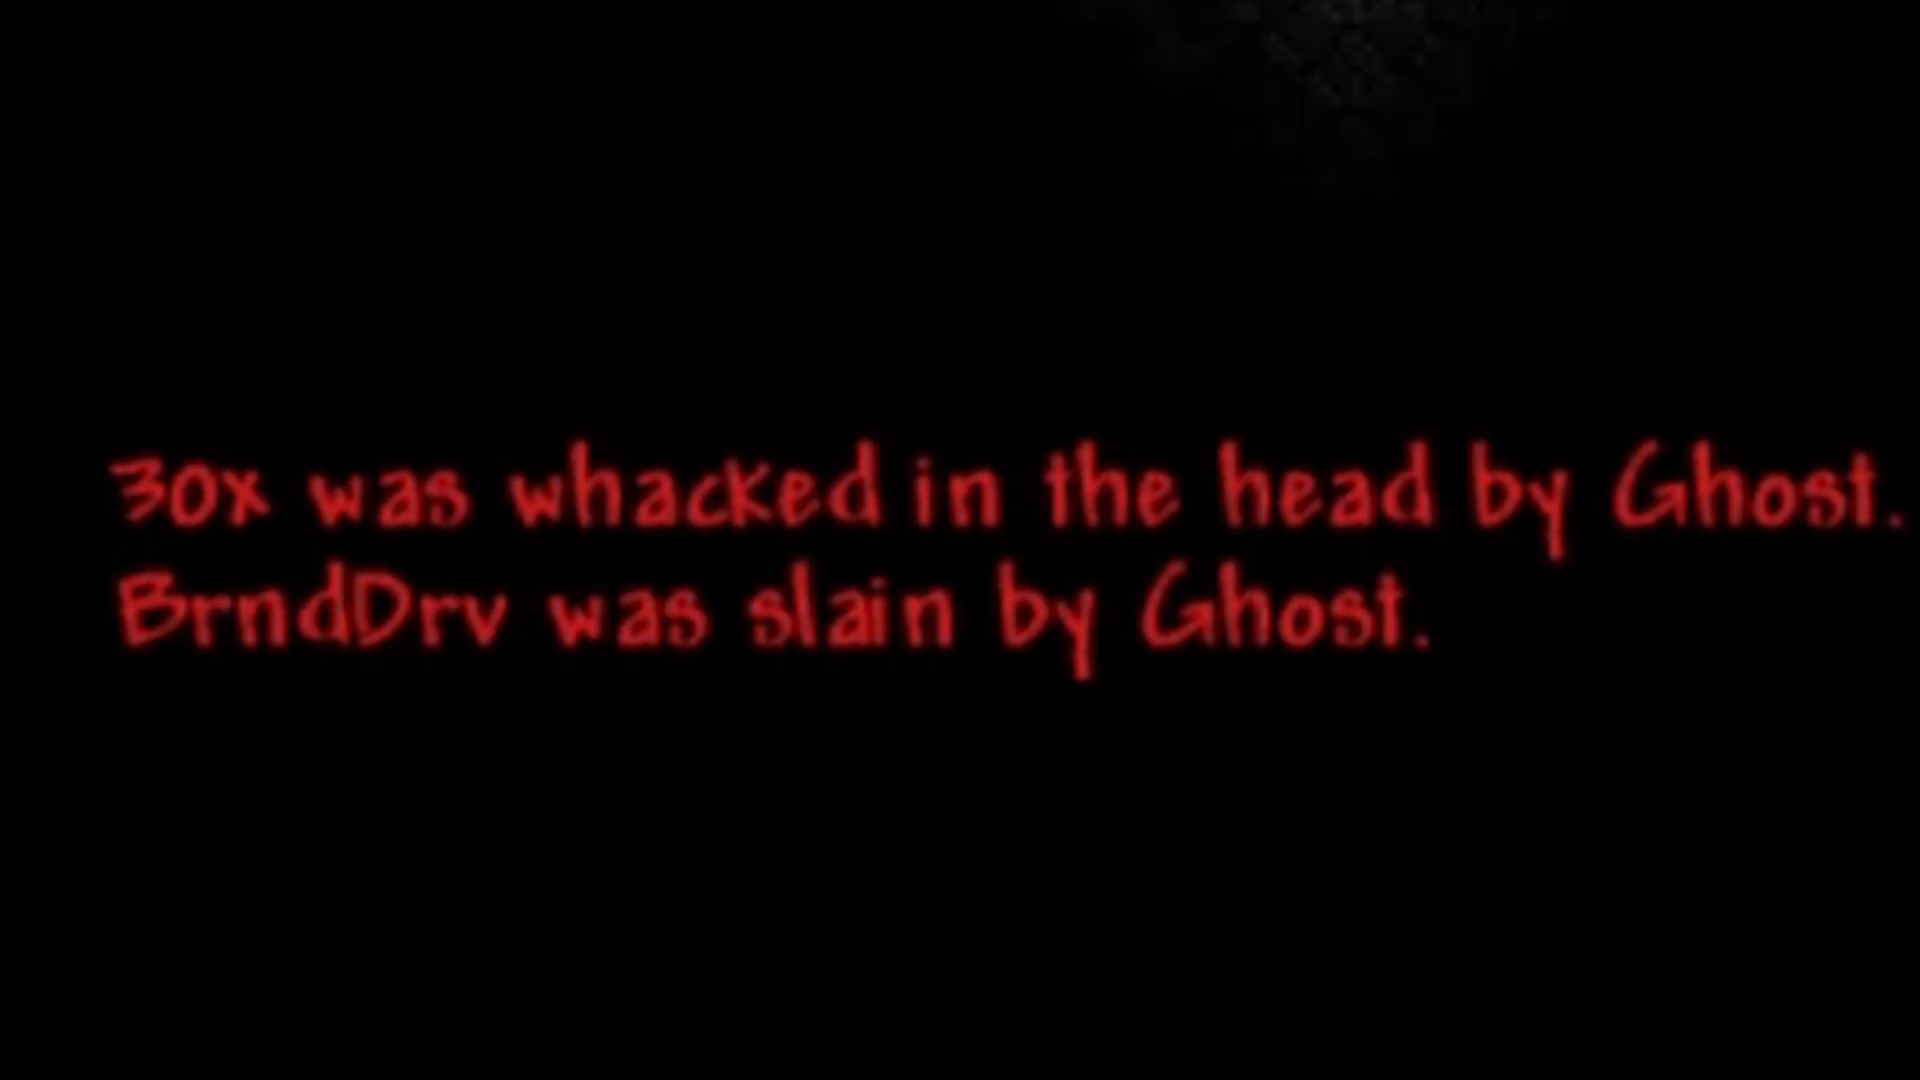 30x was whacked in the head by Ghost.
BrndDrv was slain by Ghost.